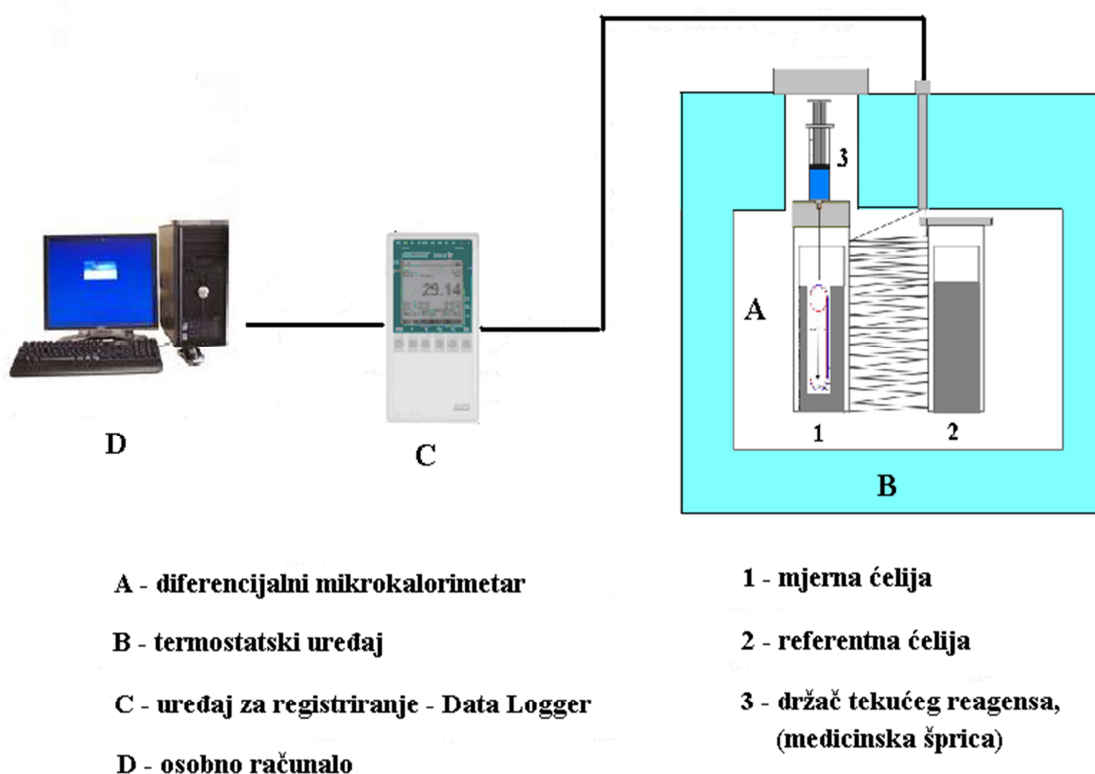 3
A
1
2
B
D
C
29.14
A - diferencijalni mikrokalorimetar
B - termostatski uređaj
C - uređaj za registriranje - Data Logger
D - osobno računalo
1 - mjerna ćelija
2 - referentna ćelija
3 - držač tekućeg reagensa,
(medicinska šprica)